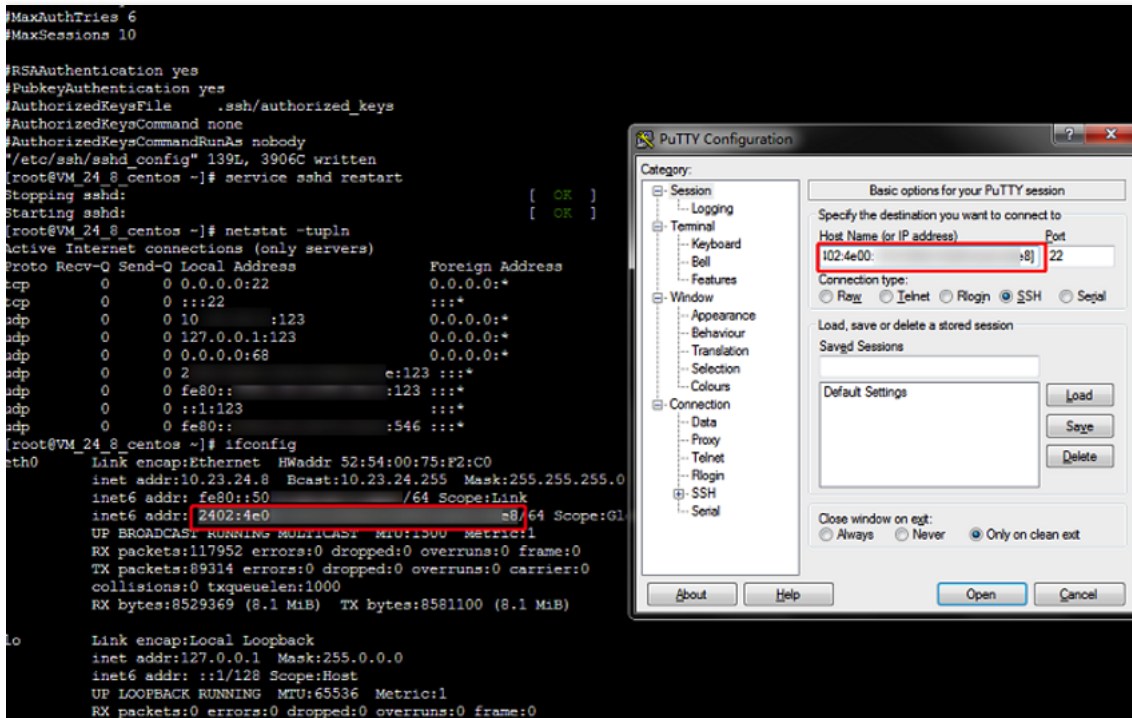 #MaxAuthTries 6
#MaxSessions 10
#RSAAuthentication yes
#PubkeyAuthentication yes
#AuthorizedKeysFile .ssh/authorized_keys
#AuthorizedKeysCommand none
#AuthorizedKeysCommandRunAs nobody
"/etc/ssh/sshd_config" 139L, 3906C written
[root@VM_24_8_centos ~]# service sshd restart
Stopping sshd: [ OK ]
Starting sshd: [ OK ]
[root@VM_24_8_centos ~]# netstat -tupln
Active Internet connections (only servers)
Proto Recv-Q Send-Q Local Address Foreign Address
tcp 0 0 0.0.0.0:22 0.0.0.0:*
tcp 0 0 :::22 :::*
udp 0 0 10 :123 0.0.0.0:*
udp 0 0 127.0.0.1:123 0.0.0.0:*
udp 0 0 0.0.0.0:68 0.0.0.0:*
udp 0 0 2 e:123 :::*
udp 0 0 fe80:: :123 :::*
udp 0 0 ::1:123 :::*
udp 0 0 fe80:: :546 :::*
[root@VM_24_8_centos ~]# ifconfig
eth0 Link encap:Ethernet HWaddr 52:54:00:75:F2:C0
inet addr:10.23.24.8 Bcast:10.23.24.255 Mask:255.255.255.0
inet6 addr: fe80::50 /64 Scope:Link
inet6 addr: 2402:4e0 e8/64 Scope:Gl
UP BROADCAST RUNNING MULTICAST MTU:1500 Metric:1
RX packets:117952 errors:0 dropped:0 overruns:0 frame:0
TX packets:89314 errors:0 dropped:0 overruns:0 carrier:0
collisions:0 txqueuelen:1000
RX bytes:8529369 (8.1 MiB) TX bytes:8581100 (8.1 MiB)
lo Link encap:Local Loopback
inet addr:127.0.0.1 Mask:255.0.0.0
inet6 addr: ::1/128 Scope:Host
UP LOOPBACK RUNNING MTU:65536 Metric:1
RX packets:0 errors:0 dropped:0 overruns:0 frame:0
PuTTY Configuration
Category:
Session
Logging
Terminal
Keyboard
Bell
Features
Window
Appearance
Behaviour
Translation
Selection
Colours
Connection
Data
Proxy
Telnet
Rlogin
SSH
Serial
Basic options for your PuTTY session
Specify the destination you want to connect to
Host Name (or IP address) Port
402:4e00: e8] 22
Connection type:
Raw Telnet Rlogin SSH Serial
Load, save or delete a stored session
Saved Sessions
Default Settings
Load
Save
Delete
Close window on exit:
Always Never Only on clean exit
About Help Open Cancel